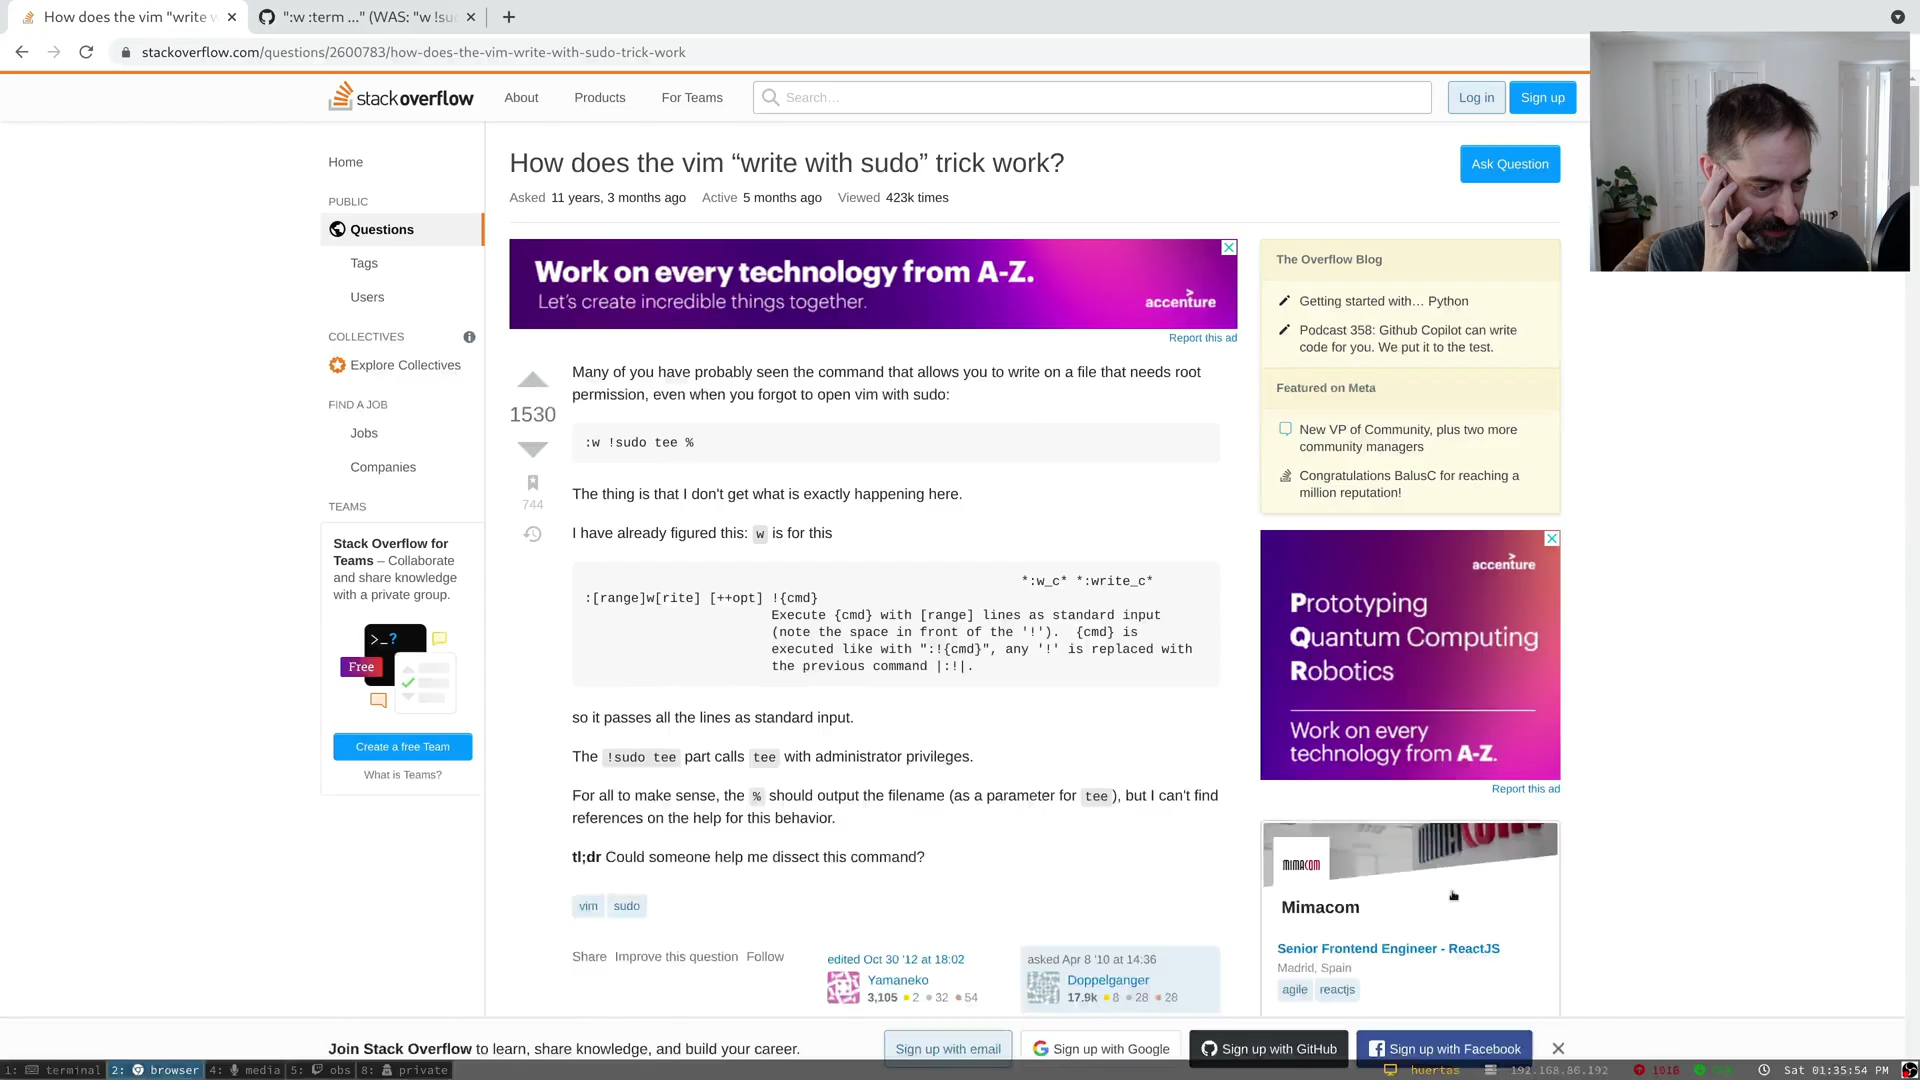 How does the vim "write w
":w :term ..." (WAS: "w !su
stackoverflow.com/questions/2600783/how-does-the-vim-write-with-sudo-trick-work
stackoverflow
About
Products
For Teams
Search…
Log in
Sign up
Home
PUBLIC
Questions
Tags
Users
COLLECTIVES
Explore Collectives
FIND A JOB
Jobs
Companies
TEAMS
Stack Overflow for
Teams – Collaborate
and share knowledge
with a private group.
>_?
Free
Create a free Team
What is Teams?
How does the vim “write with sudo” trick work?
Ask Question
Asked 11 years, 3 months ago Active 5 months ago Viewed 423k times
Work on every technology from A-Z.
Let's create incredible things together.
accenture
Report this ad
1530
744
Many of you have probably seen the command that allows you to write on a file that needs root
permission, even when you forgot to open vim with sudo:
:w !sudo tee %
The thing is that I don't get what is exactly happening here.
I have already figured this: w is for this
*:w_c* *:write_c*
:[range]w[rite] [++opt] !{cmd}
Execute {cmd} with [range] lines as standard input
(note the space in front of the '!'). {cmd} is
executed like with ":!{cmd}", any '!' is replaced with
the previous command |:!|.
so it passes all the lines as standard input.
The !sudo tee part calls tee with administrator privileges.
For all to make sense, the % should output the filename (as a parameter for tee), but I can't find
references on the help for this behavior.
tl;dr Could someone help me dissect this command?
vim sudo
Share Improve this question Follow
edited Oct 30 '12 at 18:02
Yamaneko
3,105 2 32 54
asked Apr 8 '10 at 14:36
Doppelganger
17.9k 8 28 28
The Overflow Blog
Getting started with… Python
Podcast 358: Github Copilot can write
code for you. We put it to the test.
Featured on Meta
New VP of Community, plus two more
community managers
Congratulations BalusC for reaching a
million reputation!
accenture
Prototyping
Quantum Computing
Robotics
Work on every
technology from A-Z.
Report this ad
MIMACOM
Mimacom
Senior Frontend Engineer - ReactJS
Madrid, Spain
agile reactjs
Join Stack Overflow to learn, share knowledge, and build your career.
Sign up with email
Sign up with Google
Sign up with GitHub
Sign up with Facebook
1: terminal 2: browser 4: media 5: obs 8: private
huertas 192.168.86.192 Sat 01:35:54 PM